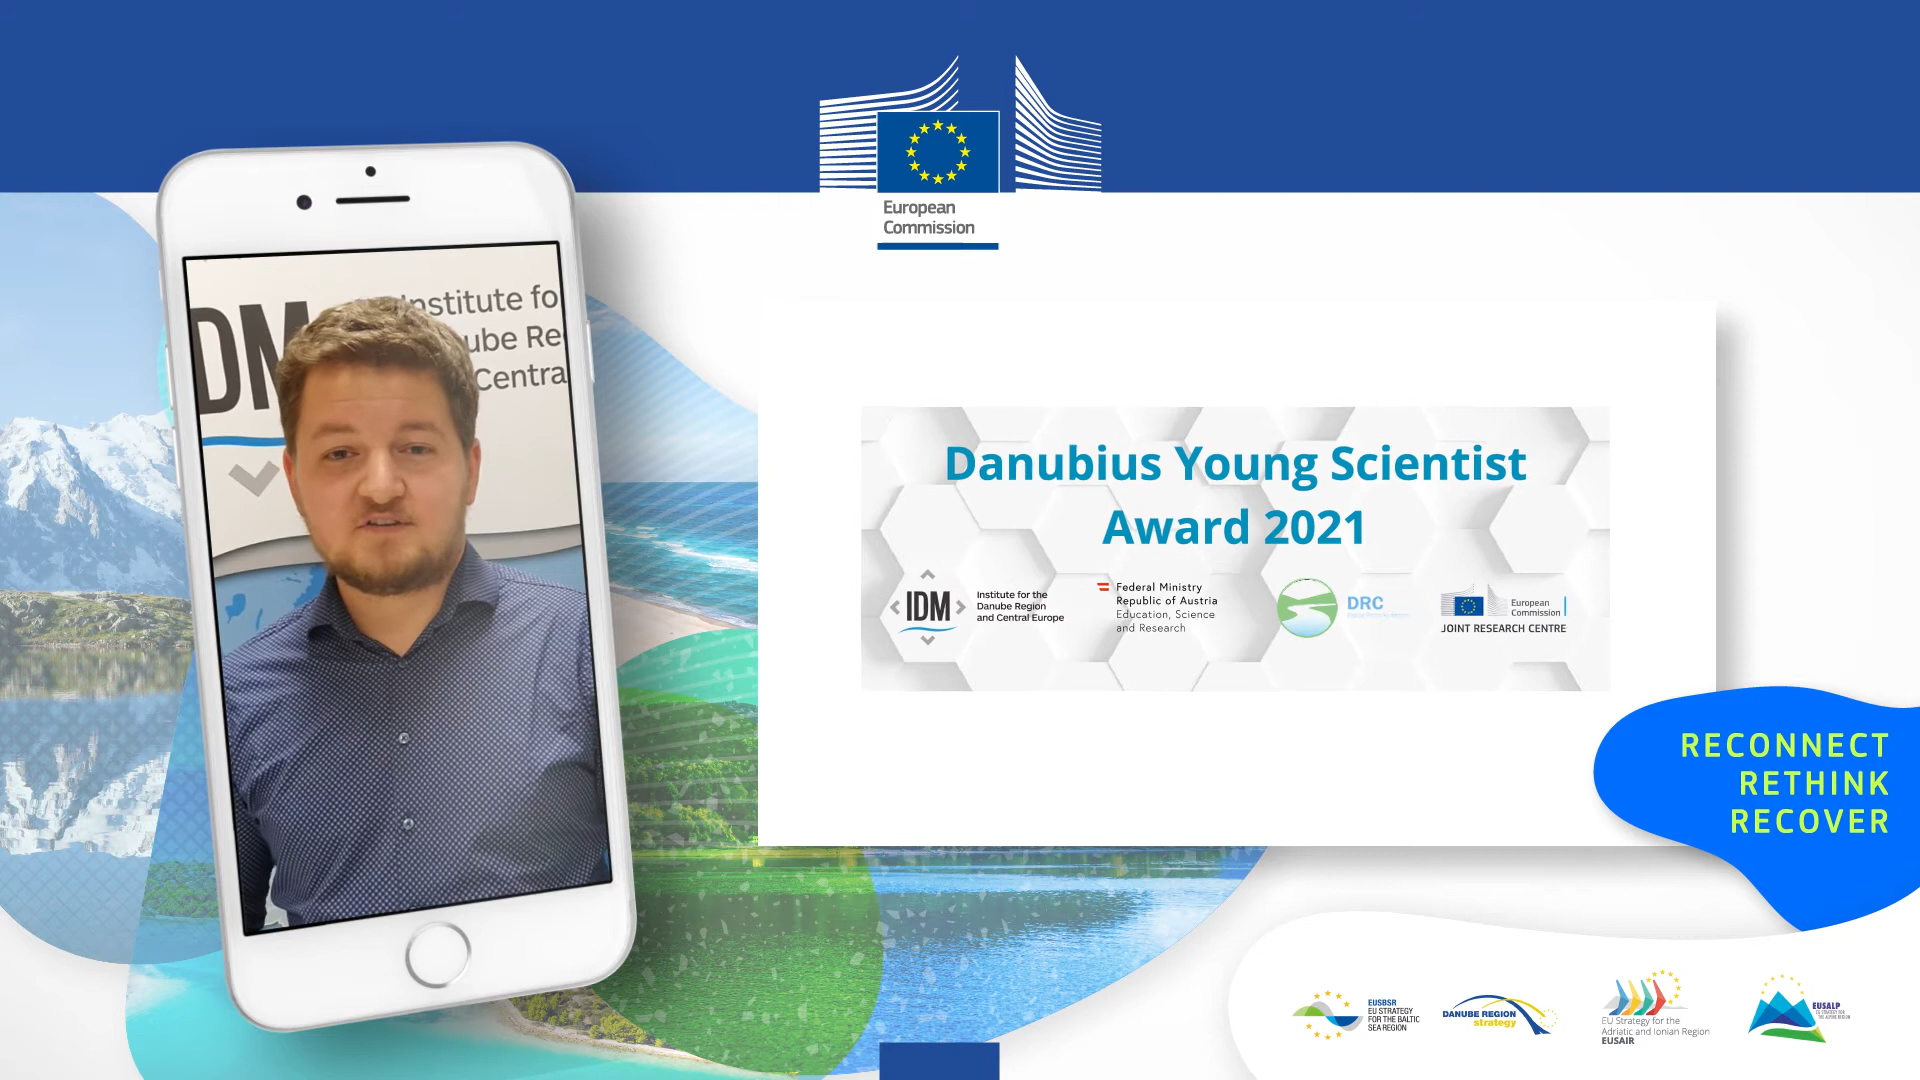 European
Commission
IDM
Institute fo
ube Re
Centra
Danubius Young Scientist
Award 2021
IDM
Institute for the
Danube Region
and Central Europe
Federal Ministry
Republic of Austria
Education, Science
and Research
DRC
European
Commission
JOINT RESEARCH CENTRE
RECONNECT
RETHINK
RECOVER
EUSBSR
EU STRATEGY
FOR THE BALTIC
SEA REGION
DANUBE REGION
strategy
EU Strategy for the
Adriatic and Ionian Region
EUSAIR
EUSALP